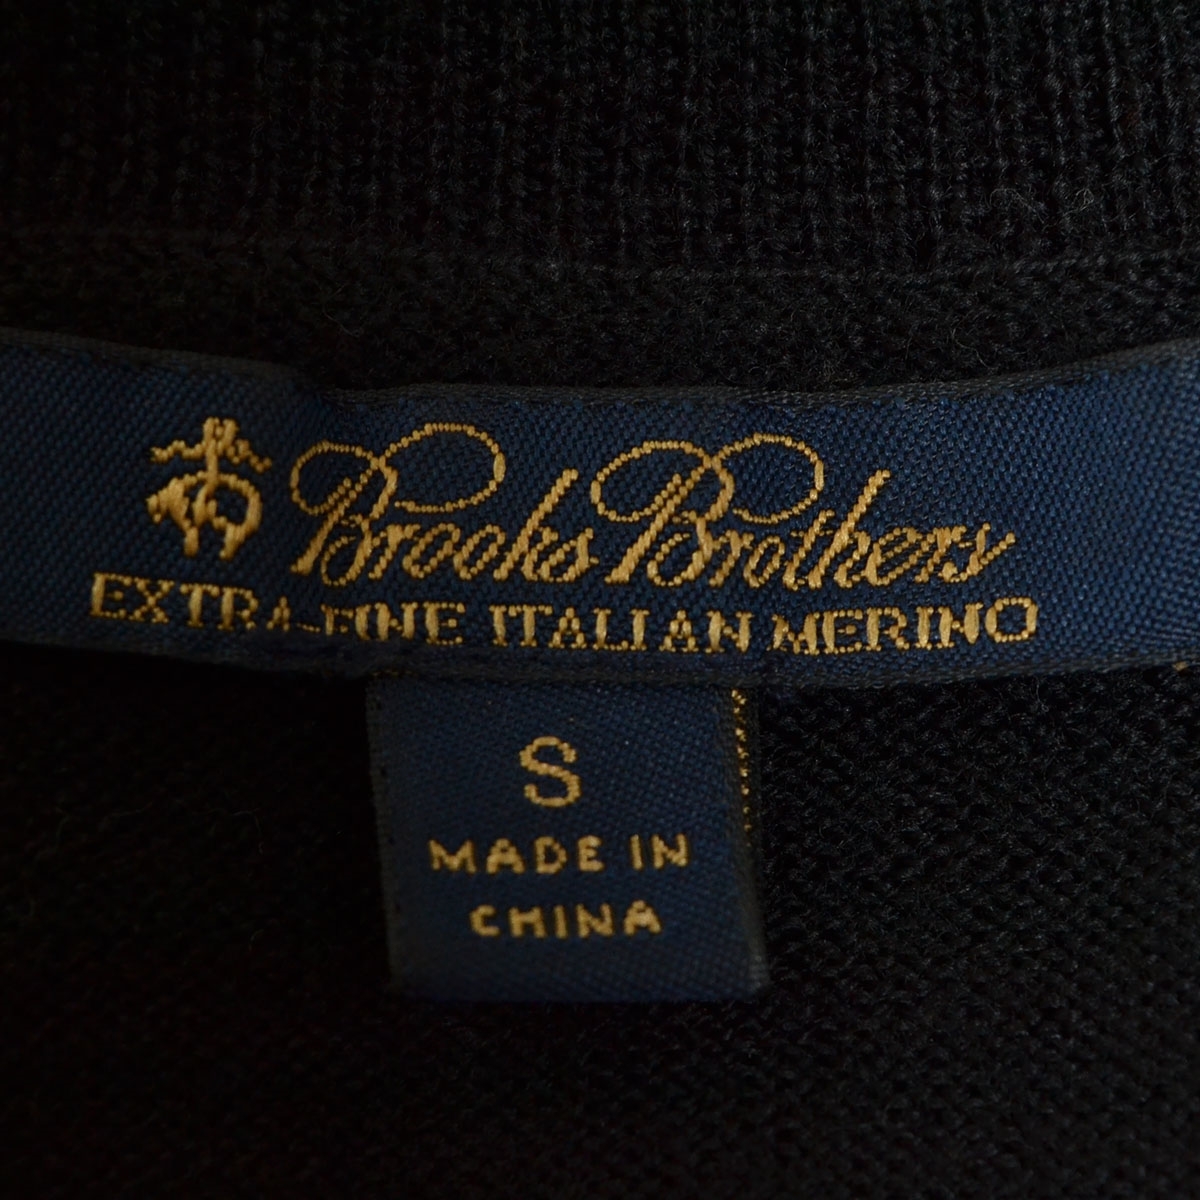 Brooks Brothers
EXTRA-FINE ITALIAN MERINO
S
MADE IN
CHINA